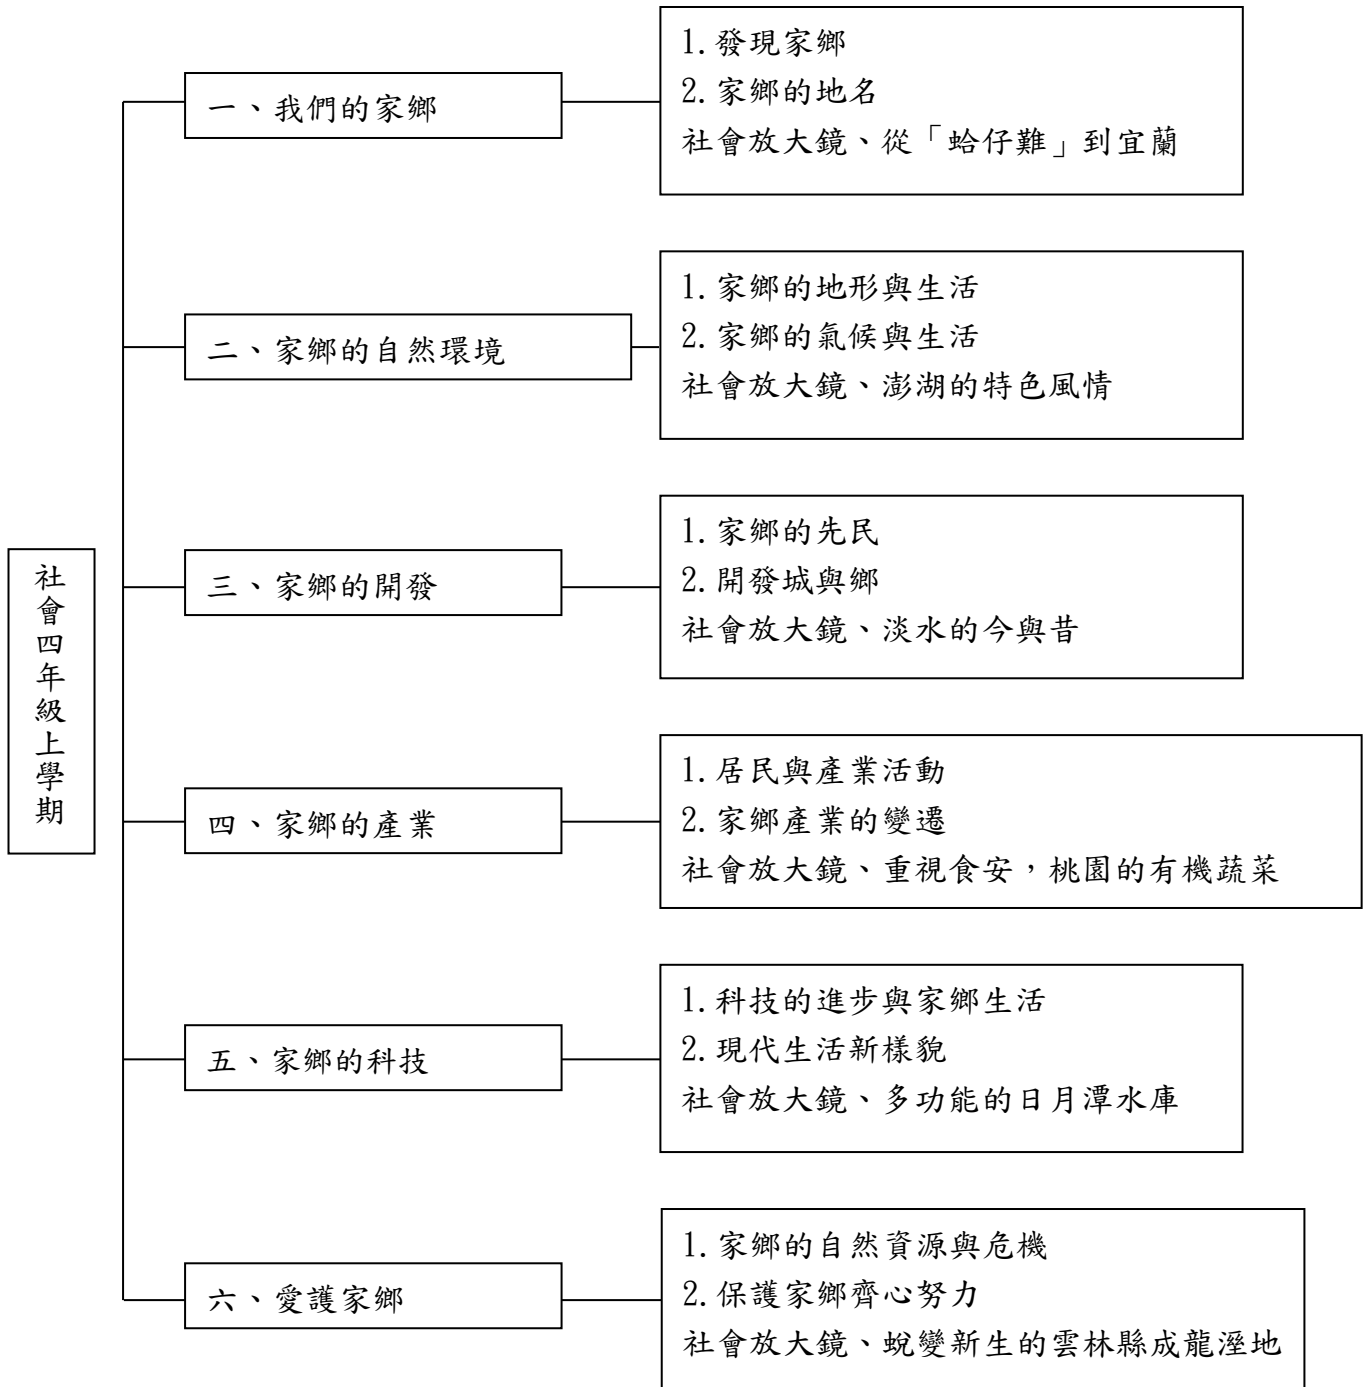 社會四年級上學期
一、我們的家鄉
1.發現家鄉
2.家鄉的地名
社會放大鏡、從「蛤仔難」到宜蘭
二、家鄉的自然環境
1.家鄉的地形與生活
2.家鄉的氣候與生活
社會放大鏡、澎湖的特色風情
三、家鄉的開發
1.家鄉的先民
2.開發城與鄉
社會放大鏡、淡水的今與昔
四、家鄉的產業
1.居民與產業活動
2.家鄉產業的變遷
社會放大鏡、重視食安，桃園的有機蔬菜
五、家鄉的科技
1.科技的進步與家鄉生活
2.現代生活新樣貌
社會放大鏡、多功能的日月潭水庫
六、愛護家鄉
1.家鄉的自然資源與危機
2.保護家鄉齊心努力
社會放大鏡、蛻變新生的雲林縣成龍溼地